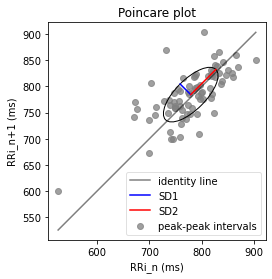 Poincare plot
RRi_n+1 (ms)
900
850
800
750
700
650
600
550
identity line
SD1
SD2
peak-peak intervals
600
700
800
900
RRi_n (ms)